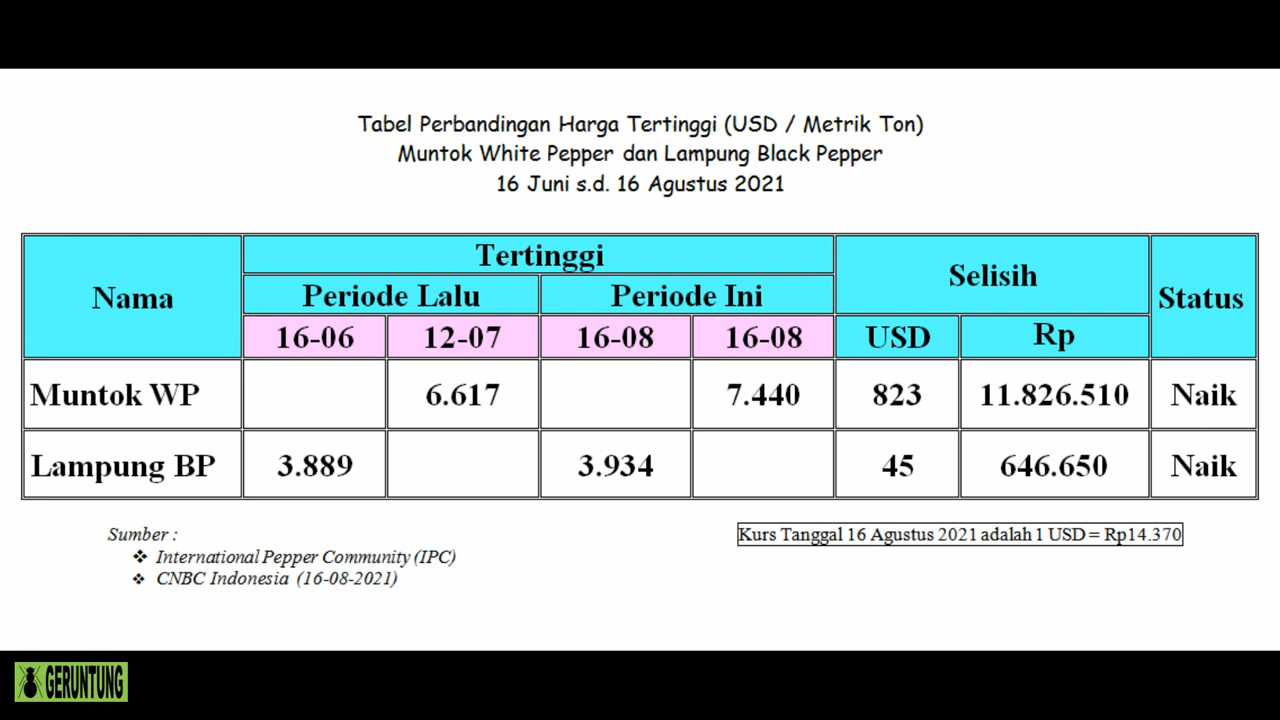 Tabel Perbandingan Harga Tertinggi (USD / Metrik Ton)
Muntok White Pepper dan Lampung Black Pepper
16 Juni s.d. 16 Agustus 2021
Nama Tertinggi Selisih Status
Periode Lalu Periode Ini
16-06 12-07 16-08 16-08 USD Rp
Muntok WP 6.617 7.440 823 11.826.510 Naik
Lampung BP 3.889 3.934 45 646.650 Naik
Sumber :
❖ International Pepper Community (IPC)
❖ CNBC Indonesia (16-08-2021)
Kurs Tanggal 16 Agustus 2021 adalah 1 USD = Rp14.370
GERUNTUNG